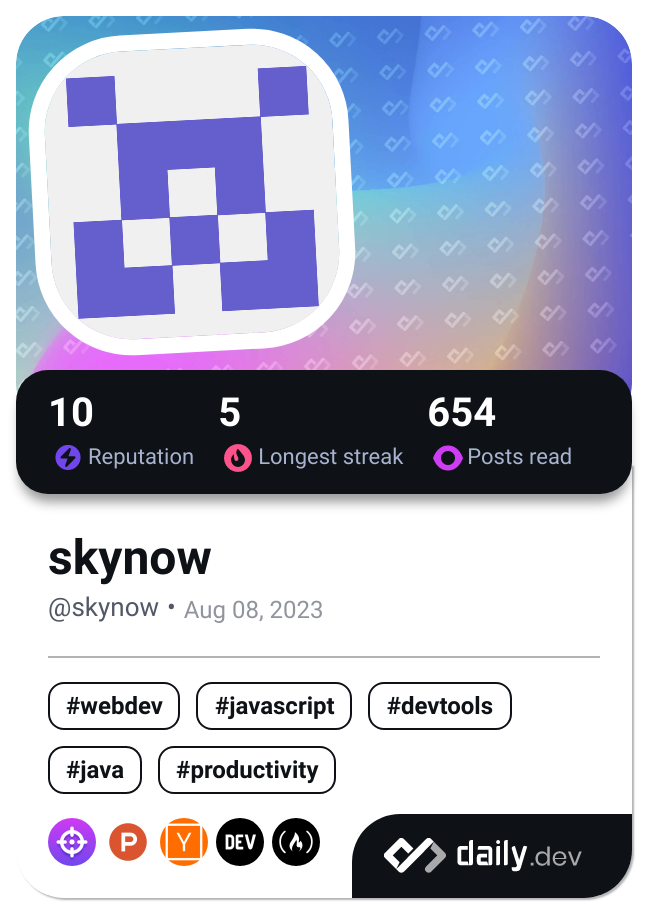 10 5 654
Reputation Longest streak Posts read
skynow
@skynow • Aug 08, 2023
#webdev #javascript #devtools
#java #productivity
P Y DEV
daily.dev